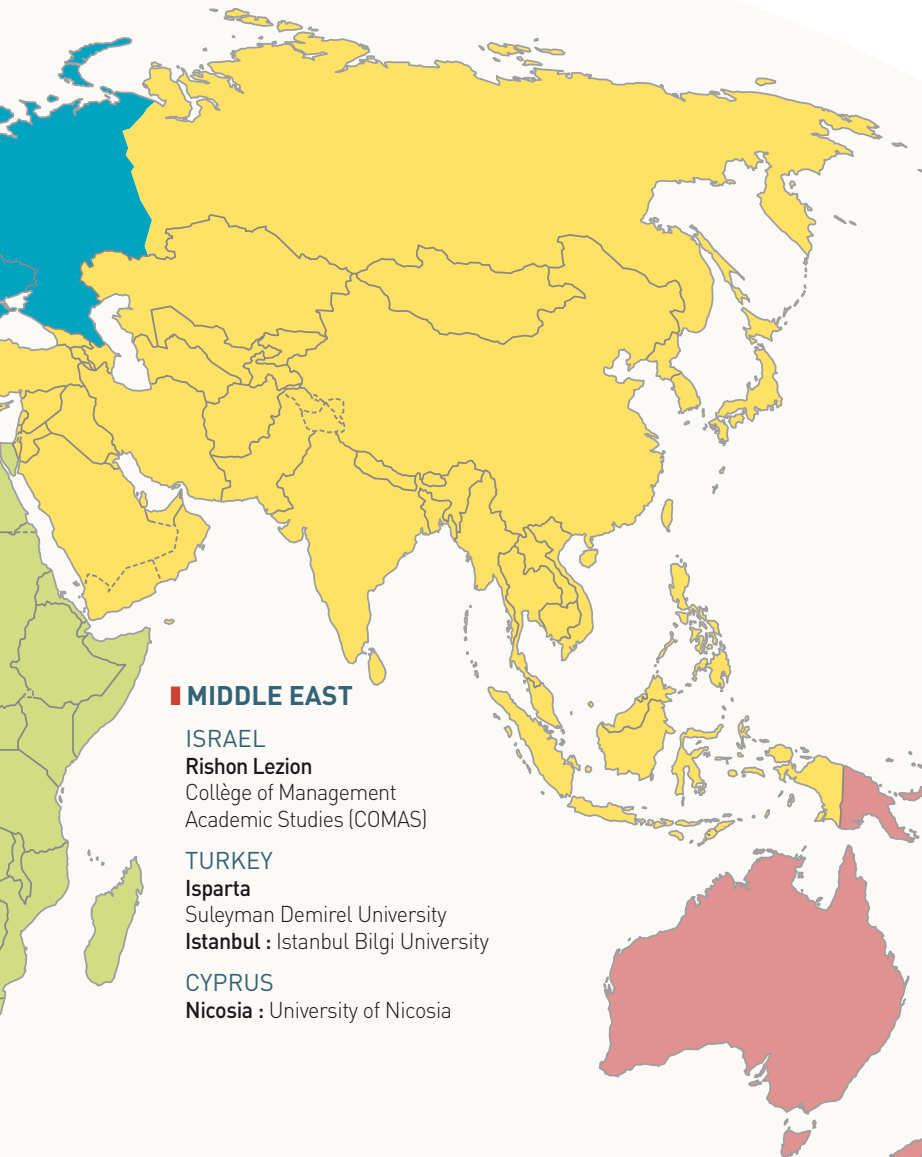 MIDDLE EAST
ISRAEL
Rishon Lezion
Collège of Management
Academic Studies (COMAS)
TURKEY
Isparta
Suleyman Demirel University
Istanbul : Istanbul Bilgi University
CYPRUS
Nicosia : University of Nicosia